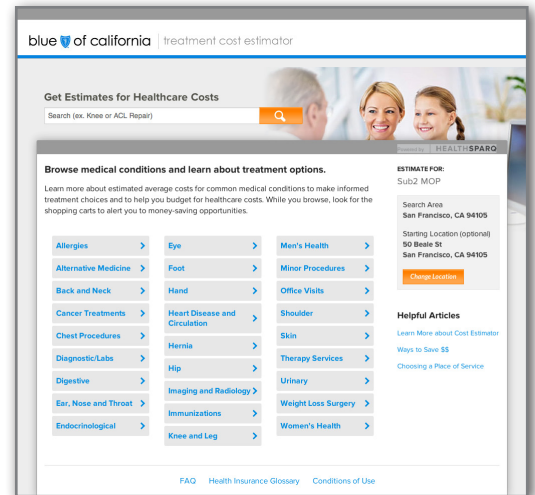 blue of california treatment cost estimator
Get Estimates for Healthcare Costs
Search (ex. Knee or ACL Repair)
Powered by HEALTHSPARQ
Browse medical conditions and learn about treatment options.
Learn more about estimated average costs for common medical conditions to make informed
treatment choices and to help you budget for healthcare costs. While you browse, look for the
shopping carts to alert you to money-saving opportunities.
Allergies
Alternative Medicine
Back and Neck
Cancer Treatments
Chest Procedures
Diagnostic/Labs
Digestive
Ear, Nose and Throat
Endocrinological
Eye
Foot
Hand
Heart Disease and
Circulation
Hernia
Hip
Imaging and Radiology
Immunizations
Knee and Leg
Men's Health
Minor Procedures
Office Visits
Shoulder
Skin
Therapy Services
Urinary
Weight Loss Surgery
Women's Health
ESTIMATE FOR:
Sub2 MOP
Search Area
San Francisco, CA 94105
Starting Location (optional)
50 Beale St
San Francisco, CA 94105
Change Location
Helpful Articles
Learn More about Cost Estimator
Ways to Save $$
Choosing a Place of Service
FAQ Health Insurance Glossary Conditions of Use